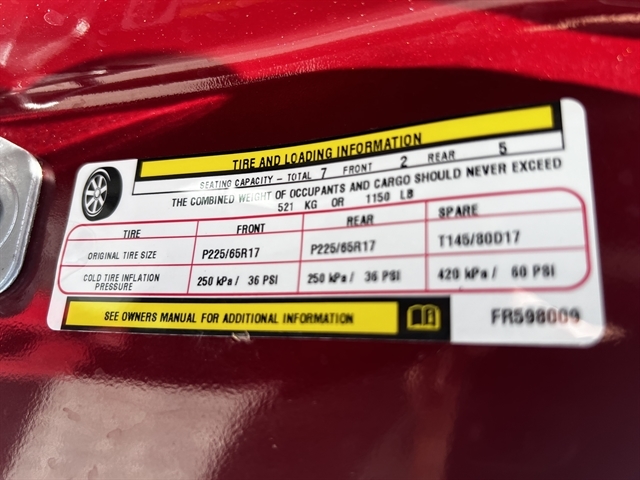 TIRE AND LOADING INFORMATION
SEATING CAPACITY - TOTAL 7 FRONT 2 REAR 5
THE COMBINED WEIGHT OF OCCUPANTS AND CARGO SHOULD NEVER EXCEED
521 KG OR 1150 LB
TIRE FRONT REAR SPARE
ORIGINAL TIRE SIZE P225/65R17 P225/65R17 T145/80D17
COLD TIRE INFLATION PRESSURE 250 kPa/ 36 PSI 250 kPa/ 36 PSI 420 kPa/ 60 PSI
SEE OWNERS MANUAL FOR ADDITIONAL INFORMATION
FR598009